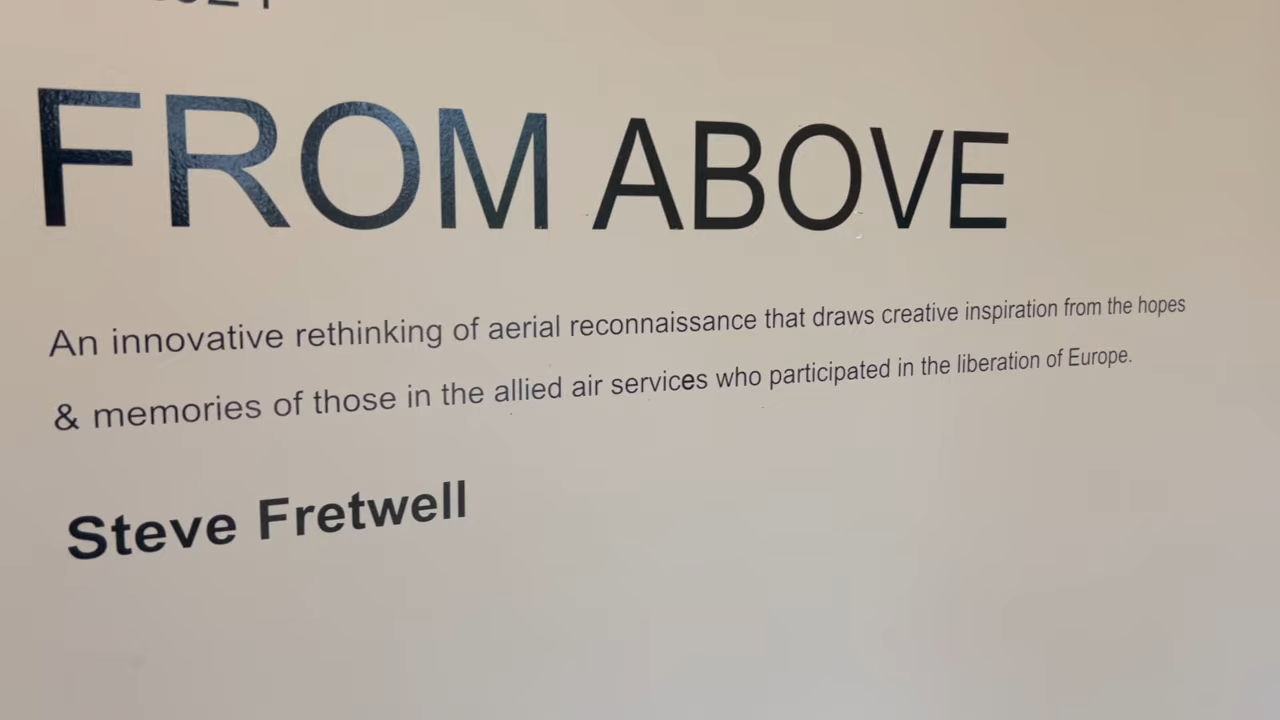 FROM ABOVE
An innovative rethinking of aerial reconnaissance that draws creative inspiration from the hopes
& memories of those in the allied air services who participated in the liberation of Europe.
Steve Fretwell